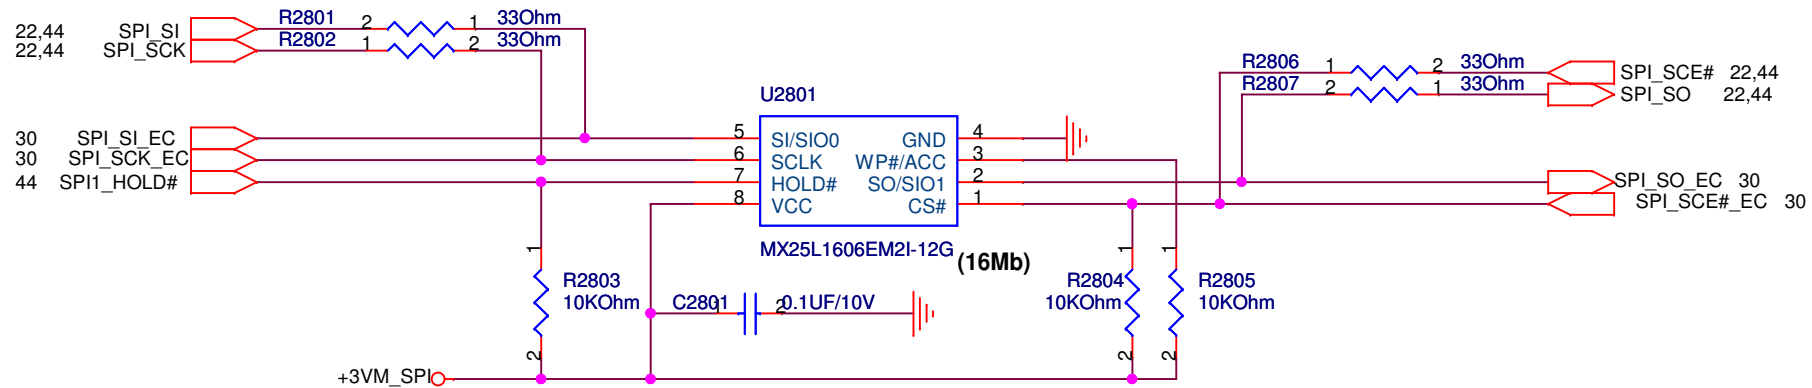 22,44 SPI_SI R2801 2 1 33Ohm
22,44 SPI_SCK R2802 1 2 33Ohm
R2806 1 2 33Ohm SPI_SCE# 22,44
R2807 2 1 33Ohm SPI_SO 22,44
U2801
30 SPI_SI_EC 5 SI/SIO0 GND 4
30 SPI_SCK_EC 6 SCLK WP#/ACC 3
44 SPI1_HOLD# 7 HOLD# SO/SIO1 2 SPI_SO_EC 30
8 VCC CS# 1 SPI_SCE#_EC 30
MX25L1606EM2I-12G (16Mb)
1 1 1
R2803 R2804 R2805
10KOhm 10KOhm 10KOhm
C2801 1 2 0.1UF/10V
2 2 2
+3VM_SPI